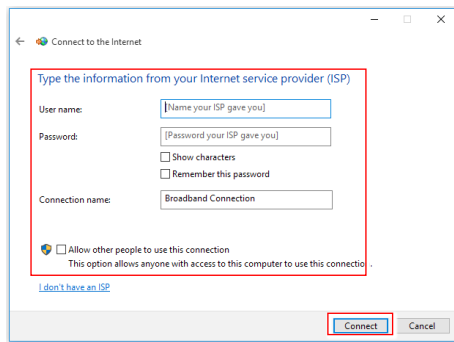 Connect to the Internet
Type the information from your Internet service provider (ISP)
User name:
[Name your ISP gave you]
Password:
[Password your ISP gave you]
Show characters
Remember this password
Connection name:
Broadband Connection
Allow other people to use this connection
This option allows anyone with access to this computer to use this connectio .
I don't have an ISP
Connect
Cancel